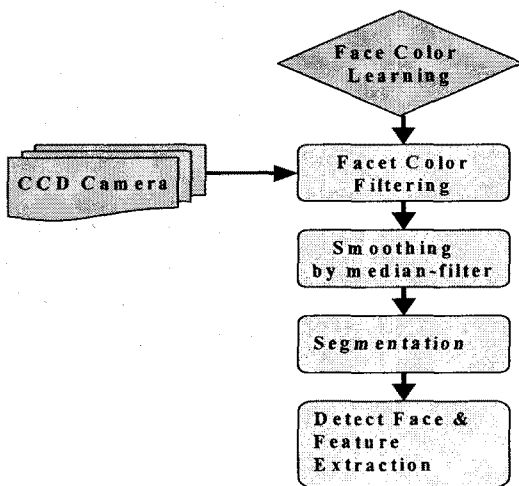 Face Color
Learning
CCD Camera
Facet Color
Filtering
Smoothing
by median-filter
Segmentation
Detect Face &
Feature
Extraction